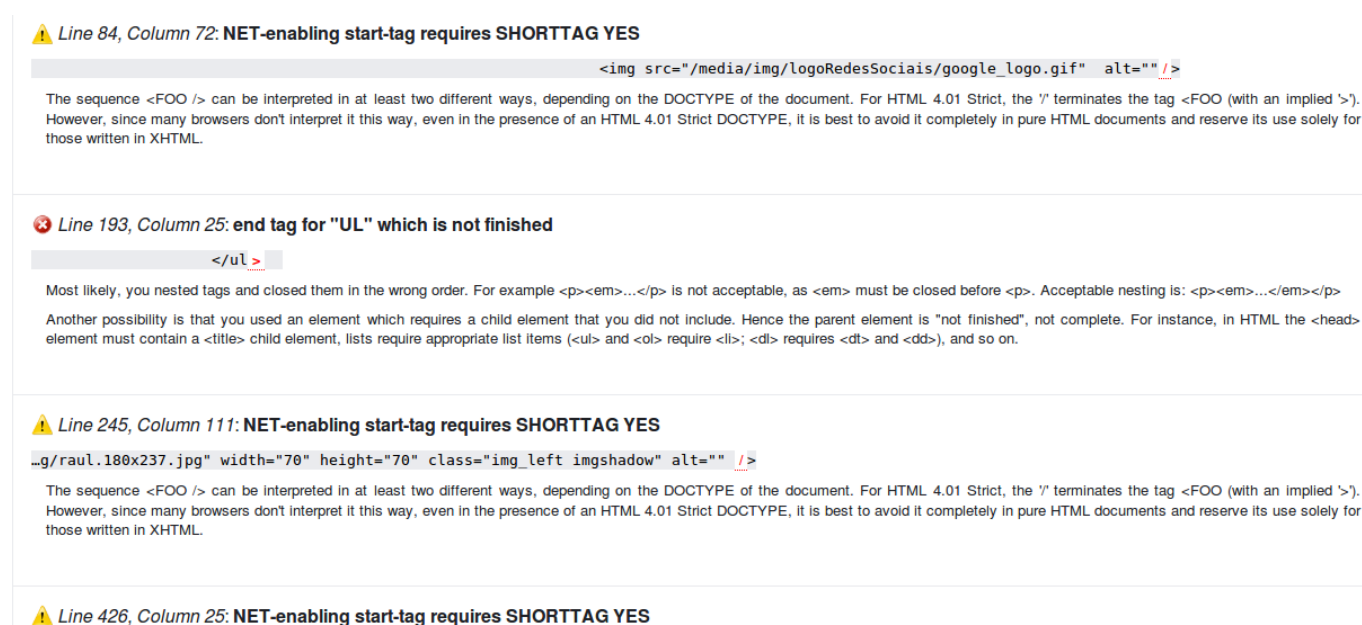 Line 84, Column 72: NET-enabling start-tag requires SHORTTAG YES
<img src="/media/img/logoRedesSociais/google_logo.gif"  alt=""/>
The sequence <FOO /> can be interpreted in at least two different ways, depending on the DOCTYPE of the document. For HTML 4.01 Strict, the '/' terminates the tag <FOO (with an implied '>').
However, since many browsers don't interpret it this way, even in the presence of an HTML 4.01 Strict DOCTYPE, it is best to avoid it completely in pure HTML documents and reserve its use solely for
those written in XHTML.
Line 193, Column 25: end tag for "UL" which is not finished
</ul>
Most likely, you nested tags and closed them in the wrong order. For example <p><em>...</p> is not acceptable, as <em> must be closed before <p>. Acceptable nesting is: <p><em>...</em></p>
Another possibility is that you used an element which requires a child element that you did not include. Hence the parent element is "not finished", not complete. For instance, in HTML the <head>
element must contain a <title> child element, lists require appropriate list items (<ul> and <ol> require <li>; <dl> requires <dt> and <dd>), and so on.
Line 245, Column 111: NET-enabling start-tag requires SHORTTAG YES
…g/raul.180x237.jpg" width="70" height="70" class="img_left imgshadow" alt="" />
The sequence <FOO /> can be interpreted in at least two different ways, depending on the DOCTYPE of the document. For HTML 4.01 Strict, the '/' terminates the tag <FOO (with an implied '>').
However, since many browsers don't interpret it this way, even in the presence of an HTML 4.01 Strict DOCTYPE, it is best to avoid it completely in pure HTML documents and reserve its use solely for
those written in XHTML.
Line 426, Column 25: NET-enabling start-tag requires SHORTTAG YES